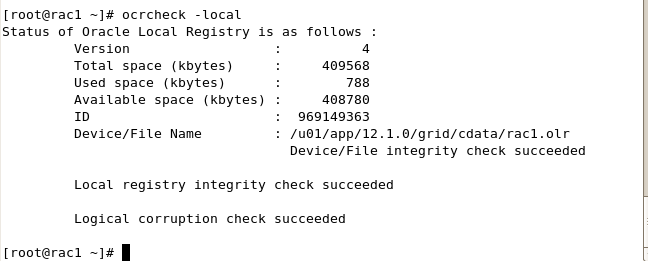 [root@rac1 ~]# ocrcheck -local
Status of Oracle Local Registry is as follows :
         Version                  :          4
         Total space (kbytes)     :     409568
         Used space (kbytes)      :        788
         Available space (kbytes) :     408780
         ID                       :  969149363
         Device/File Name         : /u01/app/12.1.0/grid/cdata/rac1.olr
                                    Device/File integrity check succeeded
         Local registry integrity check succeeded
         Logical corruption check succeeded
[root@rac1 ~]#